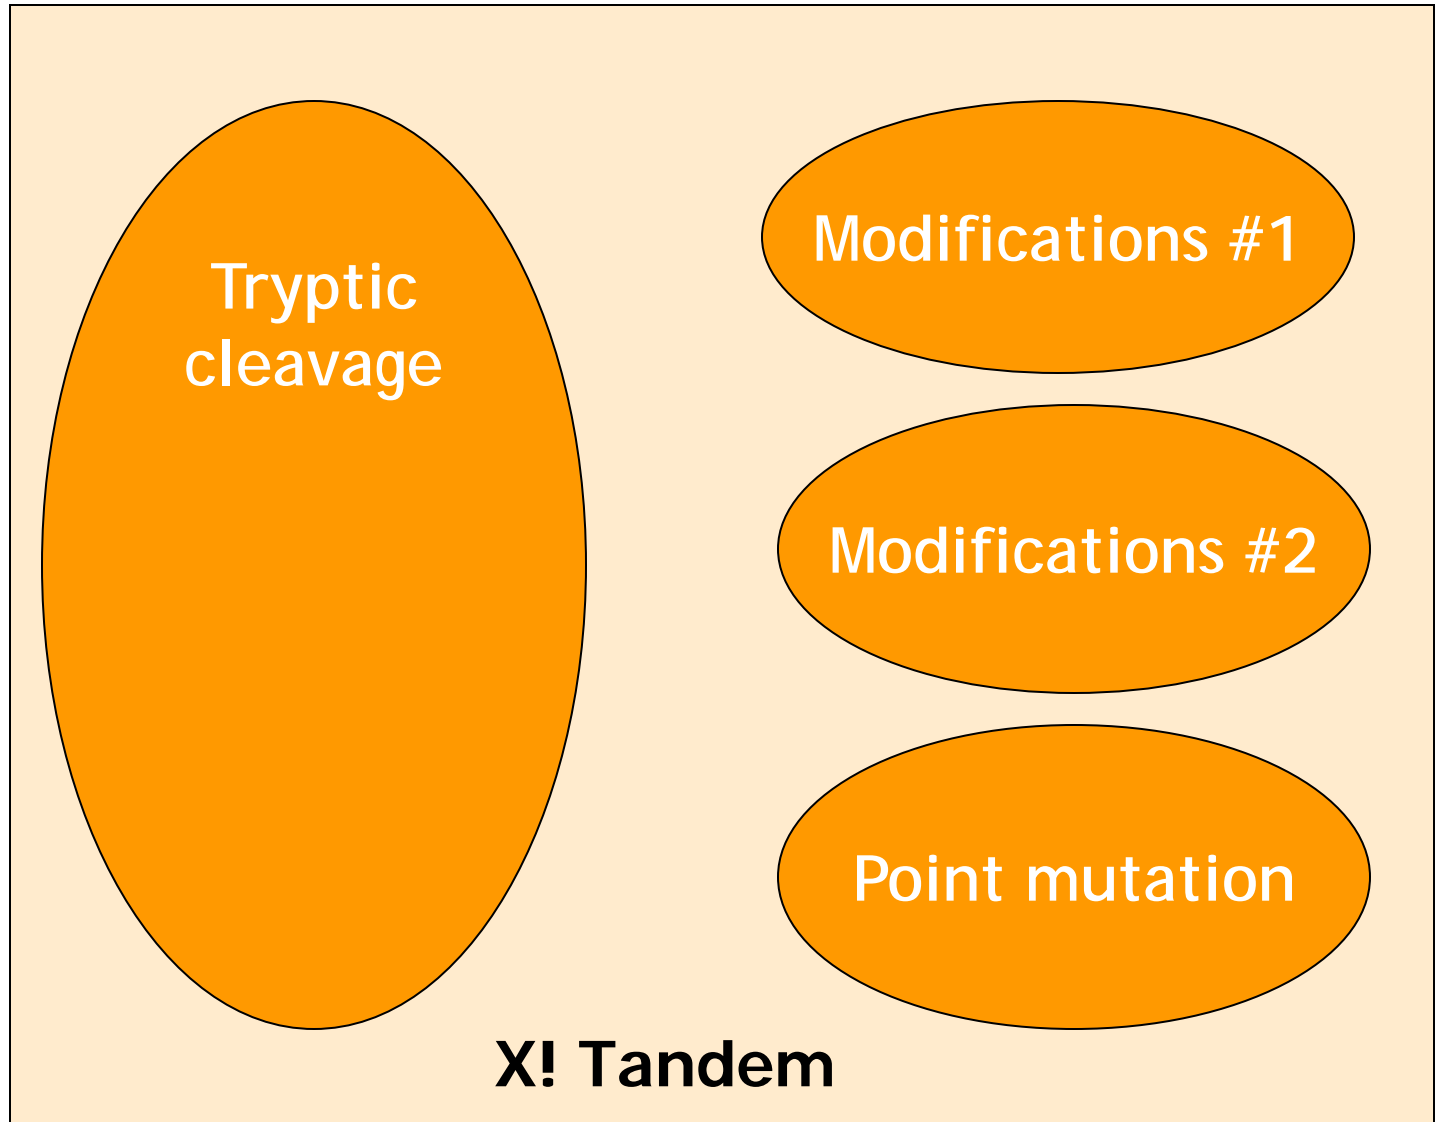 Tryptic
cleavage
Modifications #1
Modifications #2
Point mutation
X! Tandem